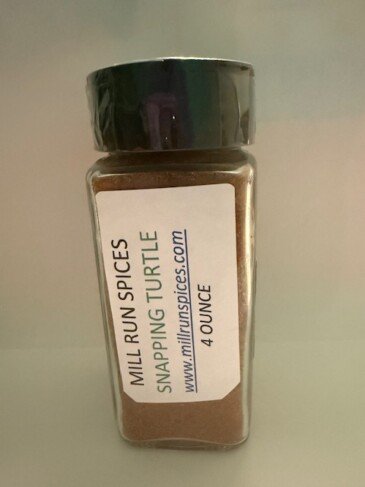 MILL RUN SPICES
SNAPPING TURTLE
www.millrunspices.com
4 OUNCE